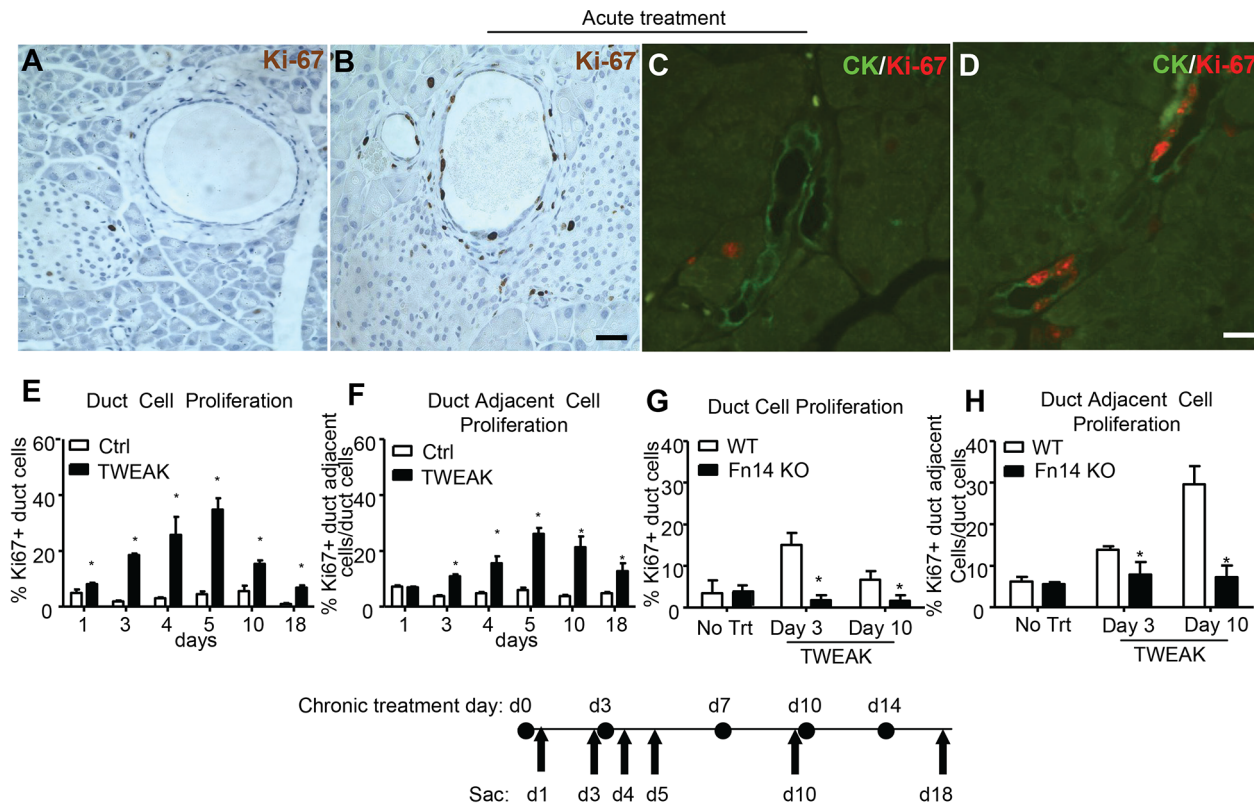 Acute treatment
A
Ki-67
B
Ki-67
C
CK/Ki-67
D
CK/Ki-67
E
Duct Cell Proliferation
% Ki67+ duct cells
60
40
20
0
Ctrl
TWEAK
*
*
*
*
*
*
1 3 4 5 10 18
days
F
Duct Adjacent Cell
Proliferation
% Ki67+ duct adjacent
cells/duct cells
60
40
20
0
Ctrl
TWEAK
*
*
*
*
*
1 3 4 5 10 18
days
G
Duct Cell Proliferation
% Ki67+ duct cells
40
30
20
10
0
WT
Fn14 KO
*
*
No Trt Day 3 Day 10
TWEAK
H
Duct Adjacent Cell
Proliferation
% Ki67+ duct adjacent
Cells/duct cells
40
30
20
10
0
WT
Fn14 KO
*
*
No Trt Day 3 Day 10
TWEAK
Chronic treatment day: d0 d3 d7 d10 d14
Sac: d1 d3 d4 d5 d10 d18